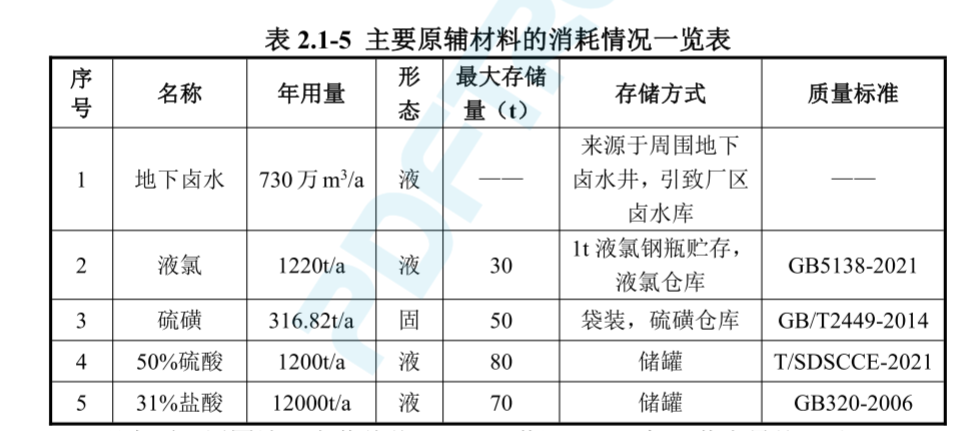 表 2.1-5 主要原辅材料的消耗情况一览表
序号 名称 年用量 形态 最大存储量（t） 存储方式 质量标准
1 地下卤水 730 万 m³/a 液 —— 来源于周围地下卤水井，引致厂区卤水库 ——
2 液氯 1220t/a 液 30 1t 液氯钢瓶贮存，液氯仓库 GB5138-2021
3 硫磺 316.82t/a 固 50 袋装，硫磺仓库 GB/T2449-2014
4 50%硫酸 1200t/a 液 80 储罐 T/SDSCCE-2021
5 31%盐酸 12000t/a 液 70 储罐 GB320-2006